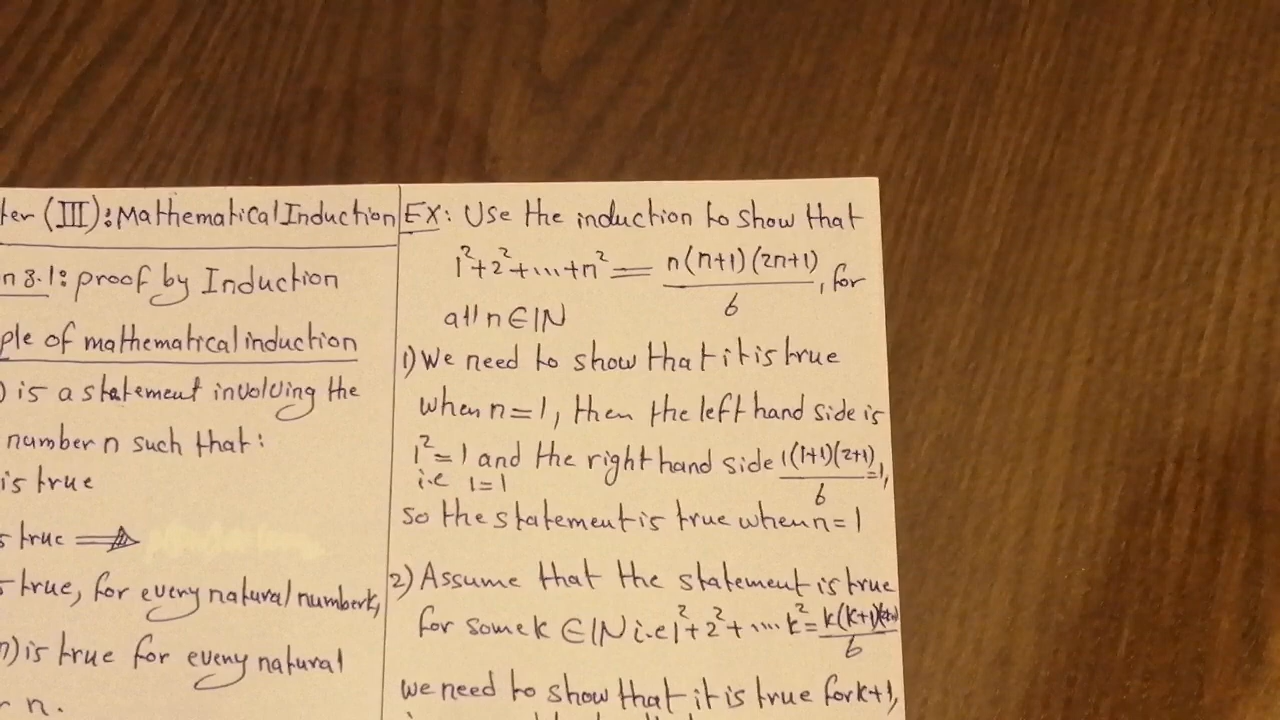 ter (III): Mathematical Induction
n 3.1: proof by Induction
ple of mathematical induction
) is a statement involving the
number n such that:
is true
s true ⇒
s true, for every natural number k,
n) is true for eveny natural
r n.
EX: Use the induction to show that
1²+2²+...+n² = n(n+1)(2n+1)/6, for
all n ∈ ℕ
1) We need to show that it is true
when n=1, then the left hand side is
1²=1 and the right hand side 1(1+1)(2+1)/6=1,
i.e 1=1
so the statement is true when n=1
2) Assume that the statement is true
for some k ∈ ℕ i.e 1²+2²+....k²= k(k+1)/6
we need to show that it is true for k+1,